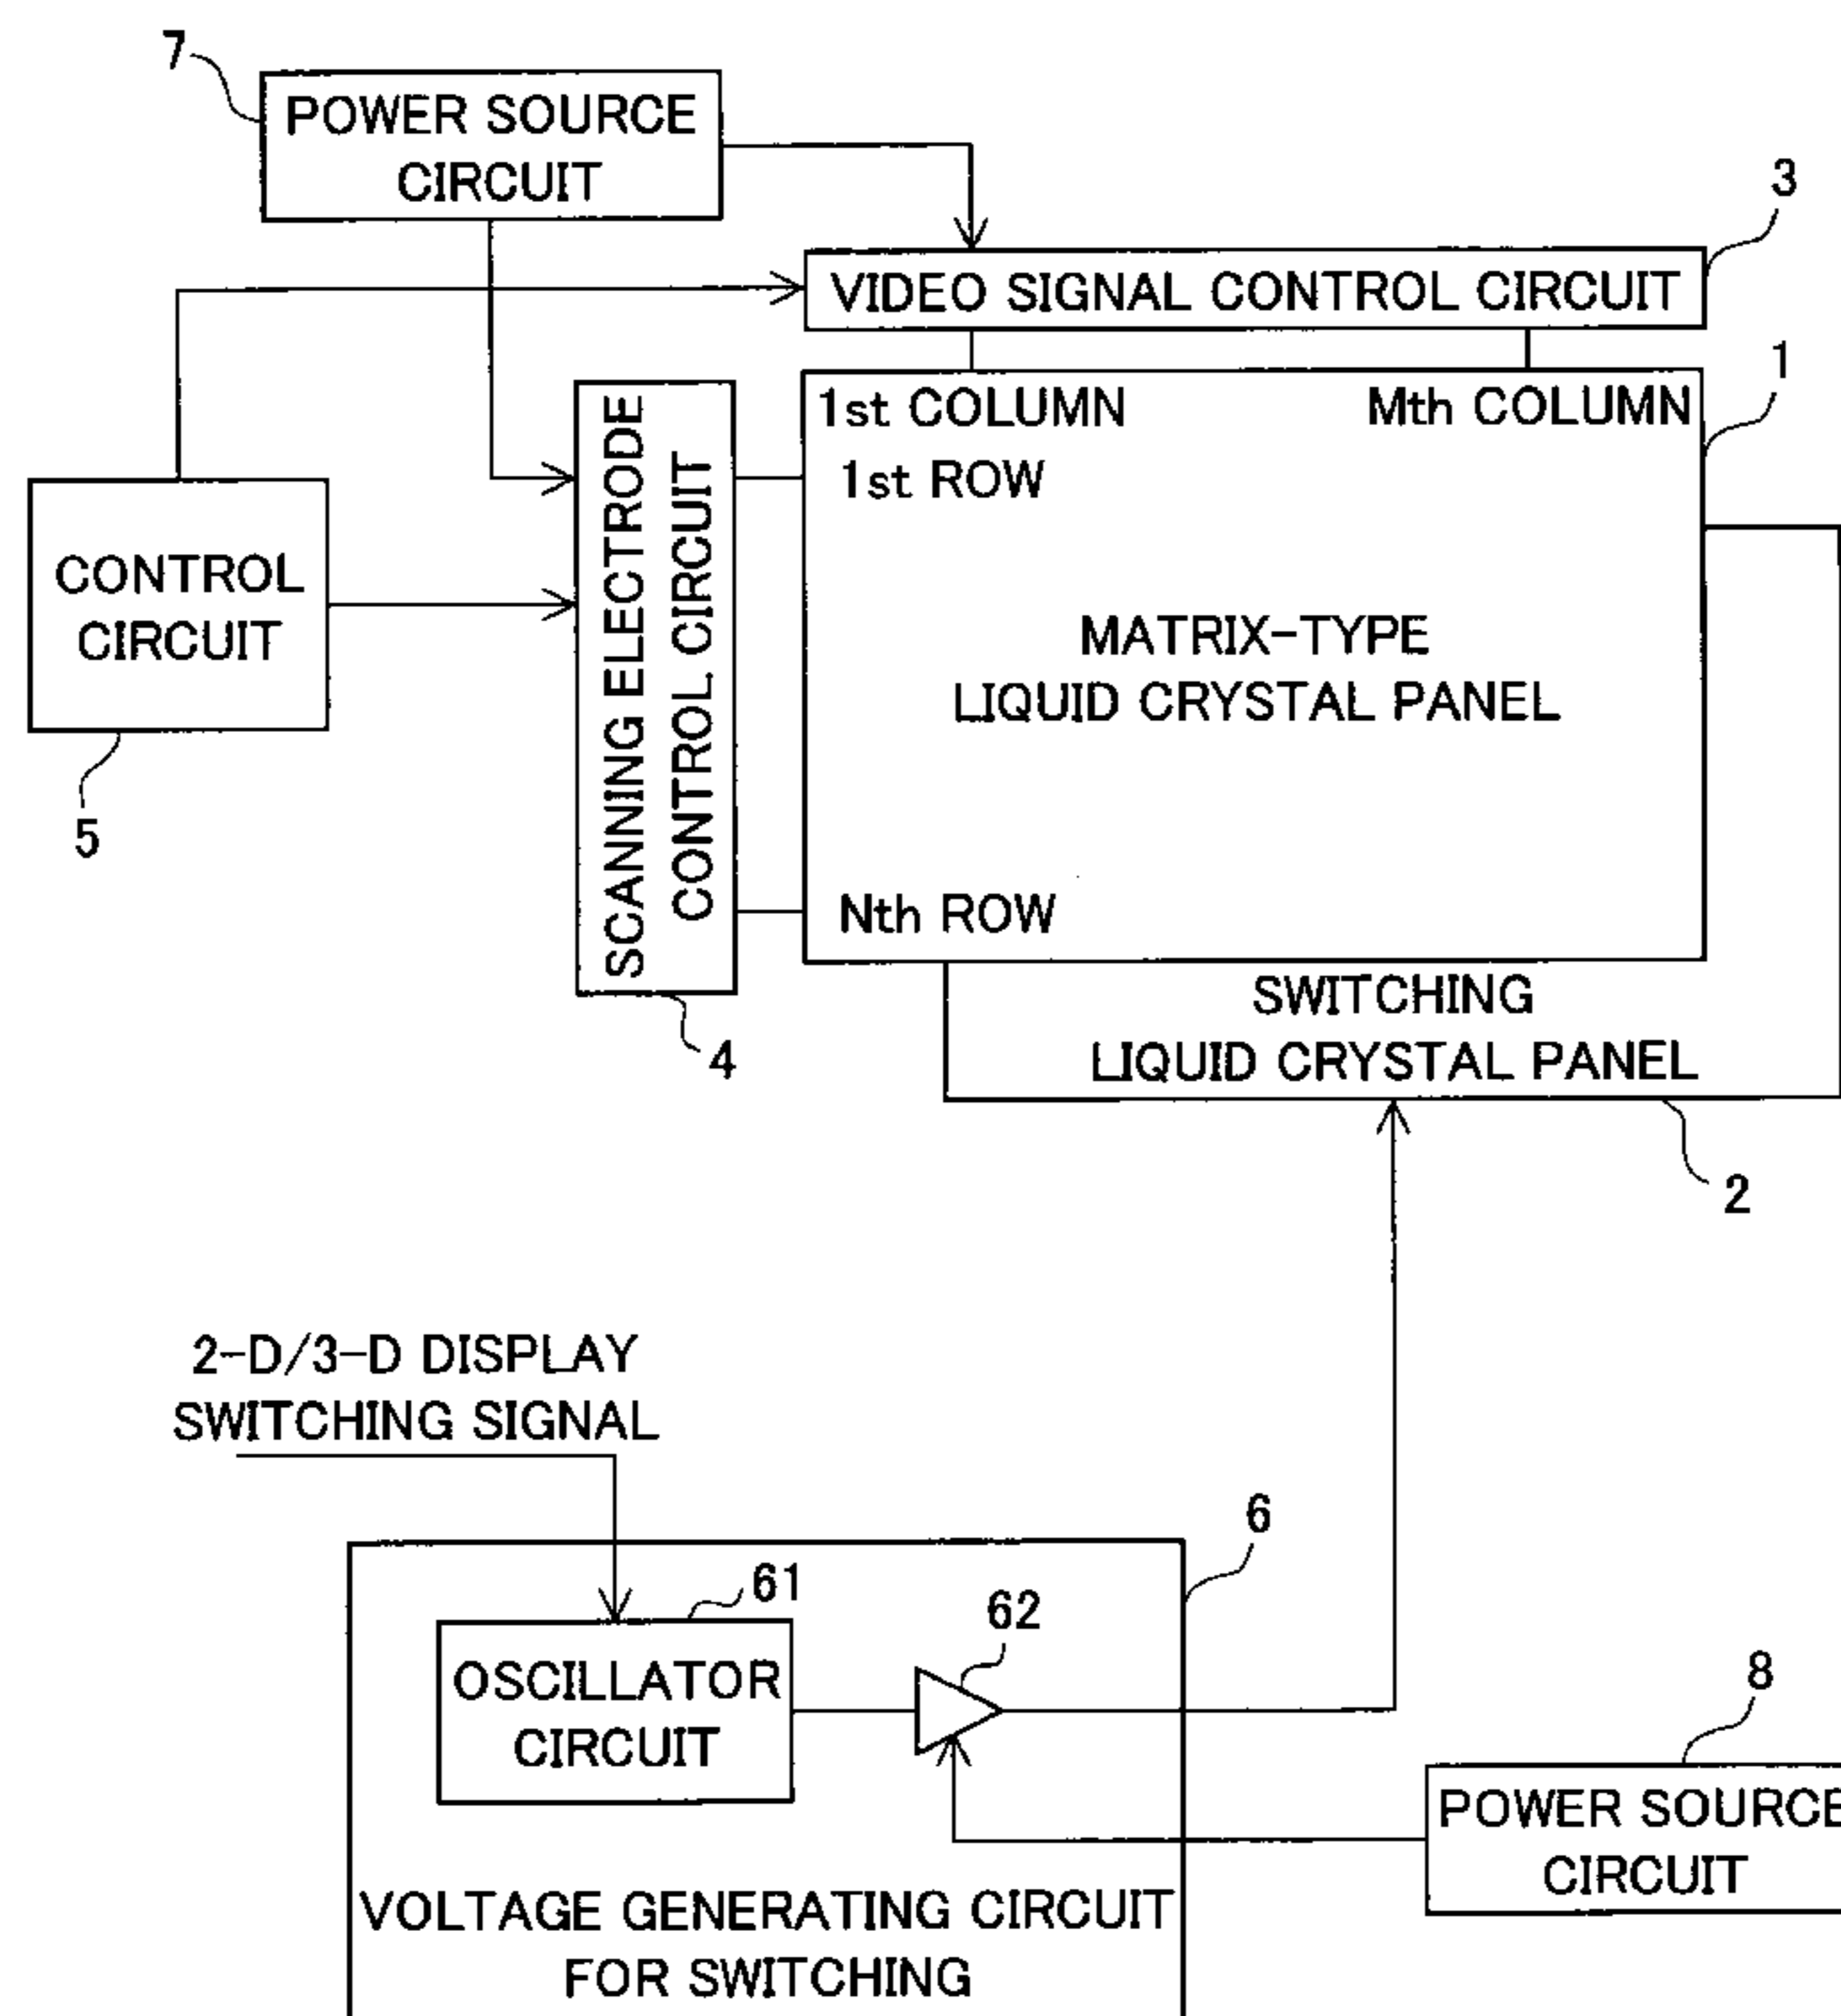 7
POWER SOURCE
CIRCUIT
3
VIDEO SIGNAL CONTROL CIRCUIT
1
1st COLUMN
Mth COLUMN
1st ROW
SCANNING ELECTRODE
CONTROL CIRCUIT
CONTROL
CIRCUIT
MATRIX-TYPE
LIQUID CRYSTAL PANEL
5
Nth ROW
SWITCHING
LIQUID CRYSTAL PANEL
4
2
2-D/3-D DISPLAY
SWITCHING SIGNAL
6
61
62
OSCILLATOR
CIRCUIT
8
POWER SOURCE
CIRCUIT
VOLTAGE GENERATING CIRCUIT
FOR SWITCHING